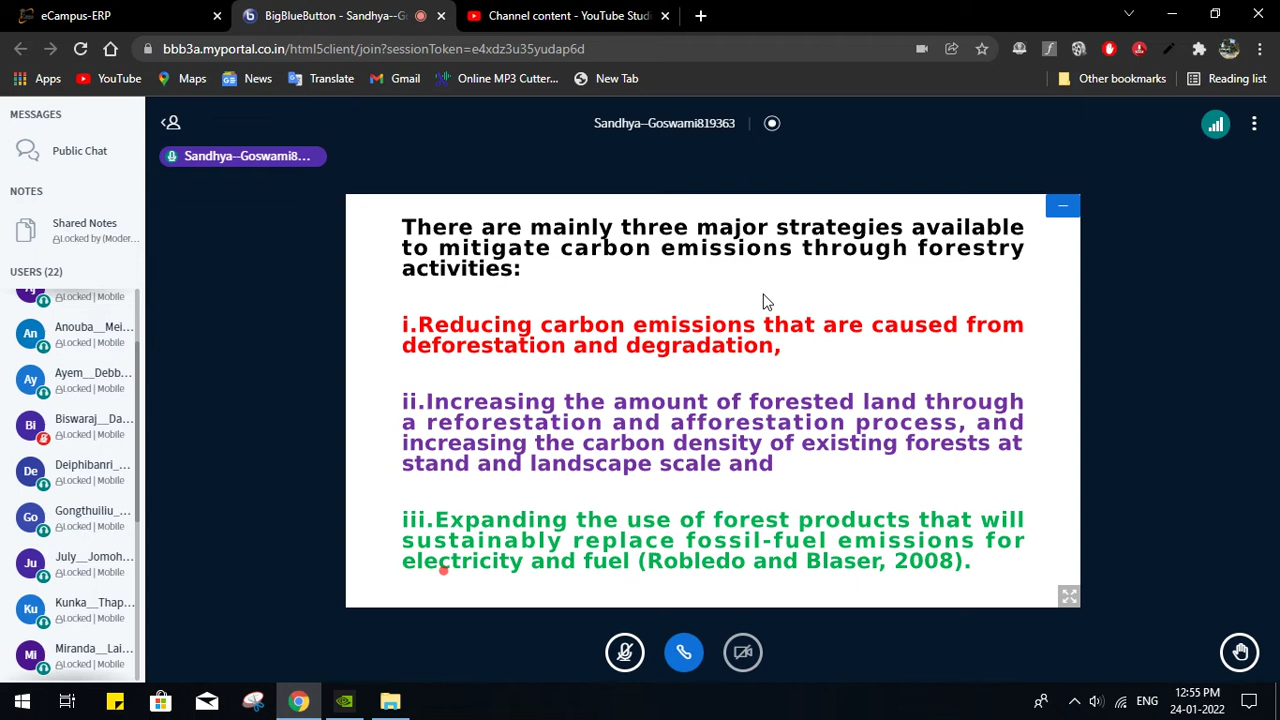 eCampus-ERP
BigBlueButton - Sandhya--Go
Channel content - YouTube Studi
bbb3a.myportal.co.in/html5client/join?sessionToken=e4xdz3u35yudap6d
Apps
YouTube
Maps
News
Translate
Gmail
Online MP3 Cutter...
New Tab
Other bookmarks
Reading list
MESSAGES
Public Chat
NOTES
Shared Notes
Locked by (Moder...
USERS (22)
Locked | Mobile
An
Anouba__Mei...
Locked | Mobile
Ay
Ayem__Debb...
Locked | Mobile
Bi
Biswaraj__Da...
Locked | Mobile
De
Deiphibanri_...
Locked | Mobile
Go
Gongthuiliu_...
Locked | Mobile
Ju
July__Jomoh...
Locked | Mobile
Ku
Kunka__Thap...
Locked | Mobile
Mi
Miranda__Lai...
Locked | Mobile
Sandhya--Goswami819363
Sandhya--Goswami8...
There are mainly three major strategies available
to mitigate carbon emissions through forestry
activities:
i.Reducing carbon emissions that are caused from
deforestation and degradation,
ii.Increasing the amount of forested land through
a reforestation and afforestation process, and
increasing the carbon density of existing forests at
stand and landscape scale and
iii.Expanding the use of forest products that will
sustainably replace fossil-fuel emissions for
electricity and fuel (Robledo and Blaser, 2008).
ENG
12:55 PM
24-01-2022